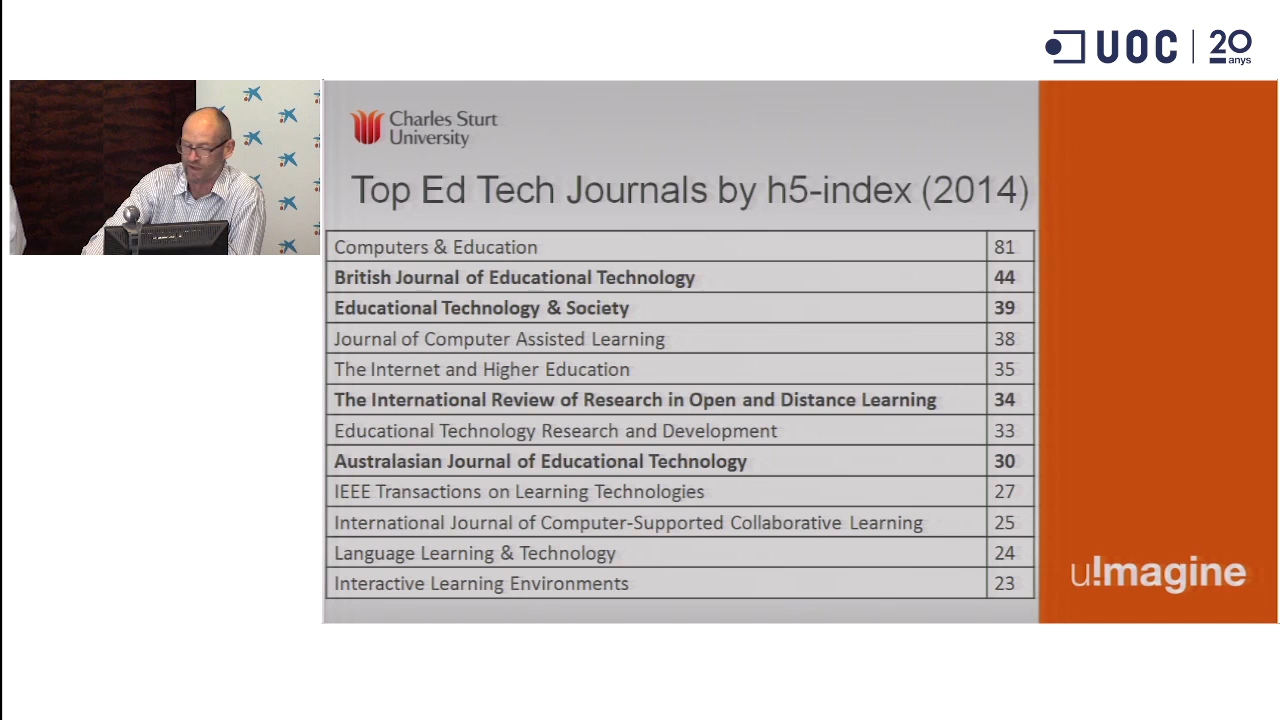 UOC
20
anys
Charles Sturt
University
Top Ed Tech Journals by h5-index (2014)
Computers & Education 81
British Journal of Educational Technology 44
Educational Technology & Society 39
Journal of Computer Assisted Learning 38
The Internet and Higher Education 35
The International Review of Research in Open and Distance Learning 34
Educational Technology Research and Development 33
Australasian Journal of Educational Technology 30
IEEE Transactions on Learning Technologies 27
International Journal of Computer-Supported Collaborative Learning 25
Language Learning & Technology 24
Interactive Learning Environments 23
u!magine